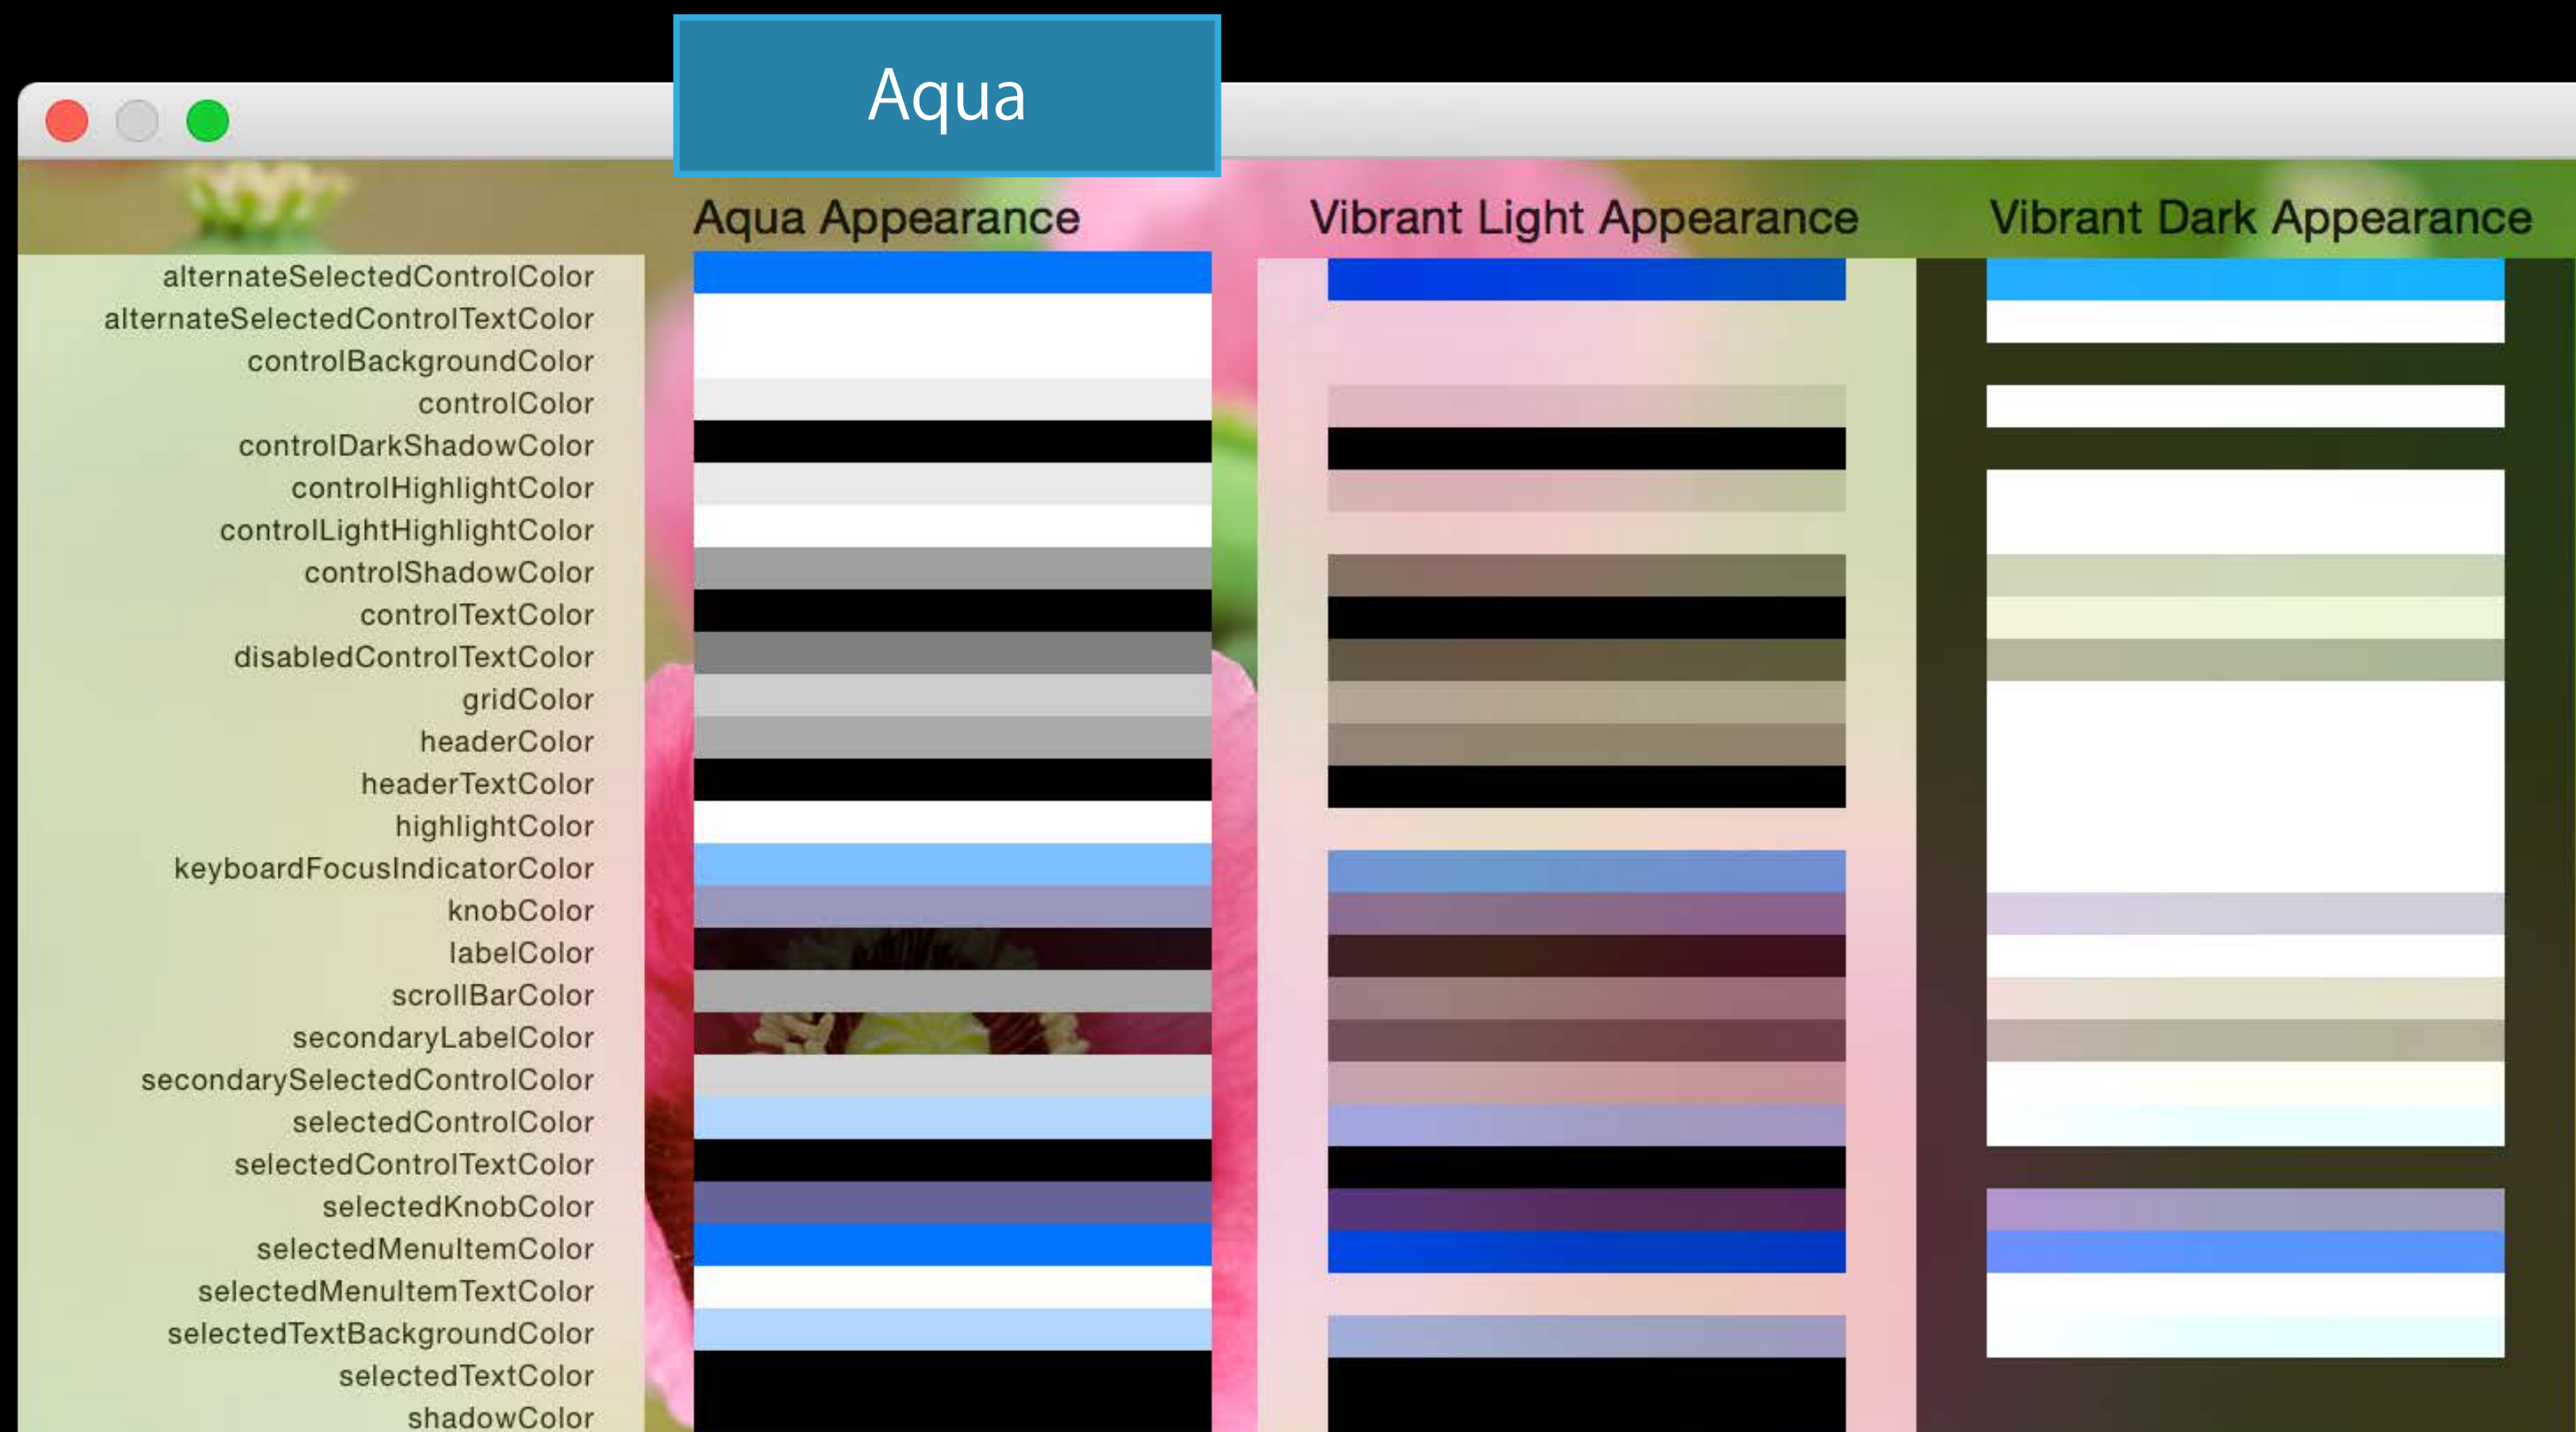 Aqua
Aqua Appearance
Vibrant Light Appearance
Vibrant Dark Appearance
alternateSelectedControlColor
alternateSelectedControlTextColor
controlBackgroundColor
controlColor
controlDarkShadowColor
controlHighlightColor
controlLightHighlightColor
controlShadowColor
controlTextColor
disabledControlTextColor
gridColor
headerColor
headerTextColor
highlightColor
keyboardFocusIndicatorColor
knobColor
labelColor
scrollBarColor
secondaryLabelColor
secondarySelectedControlColor
selectedControlColor
selectedControlTextColor
selectedKnobColor
selectedMenuItemColor
selectedMenuItemTextColor
selectedTextBackgroundColor
selectedTextColor
shadowColor